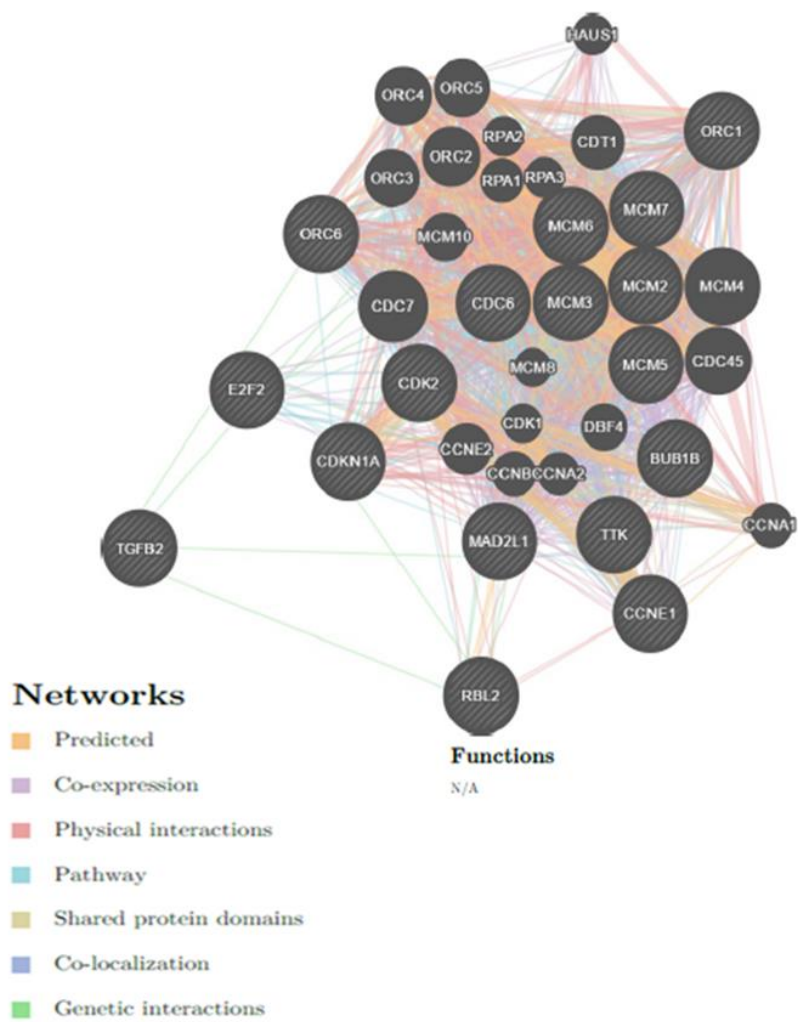 HAUS1
ORC4
ORC5
ORC1
RPA2
CDT1
ORC2
ORC3
RPA1
RPA3
MCM6
MCM7
ORC6
MCM10
CDC7
CDC6
MCM3
MCM2
MCM4
MCM8
MCM5
CDC45
E2F2
CDK2
CDK1
DBF4
CCNE2
CDKN1A
BUB1B
CCNB
CCNA2
CCNA1
TGFB2
MAD2L1
TTK
CCNE1
RBL2
Networks
Predicted
Co-expression
Physical interactions
Pathway
Shared protein domains
Co-localization
Genetic interactions
Functions
N/A